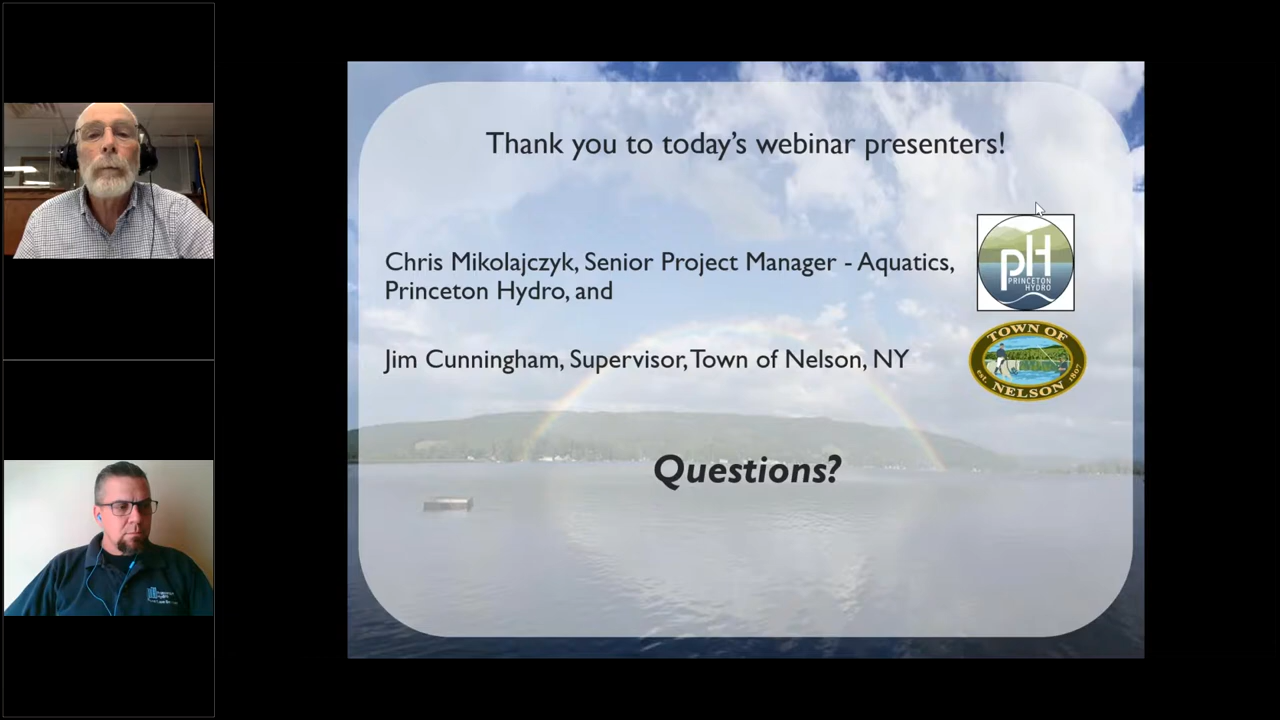 Thank you to today's webinar presenters!
Chris Mikolajczyk, Senior Project Manager - Aquatics,
Princeton Hydro, and
pH
PRINCETON
HYDRO
Jim Cunningham, Supervisor, Town of Nelson, NY
TOWN OF
est. 1807
NELSON
Questions?